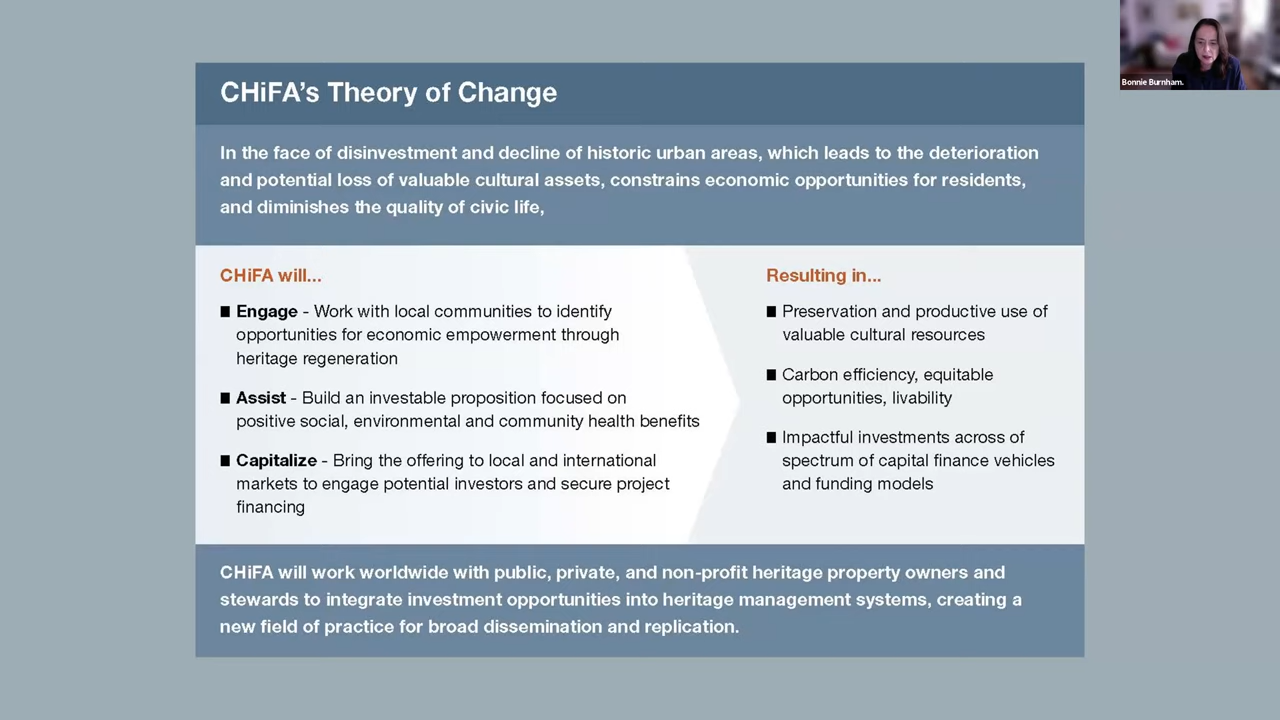 CHiFA's Theory of Change
In the face of disinvestment and decline of historic urban areas, which leads to the deterioration
and potential loss of valuable cultural assets, constrains economic opportunities for residents,
and diminishes the quality of civic life,
CHiFA will...
■ Engage - Work with local communities to identify
opportunities for economic empowerment through
heritage regeneration
■ Assist - Build an investable proposition focused on
positive social, environmental and community health benefits
■ Capitalize - Bring the offering to local and international
markets to engage potential investors and secure project
financing
Resulting in...
■ Preservation and productive use of
valuable cultural resources
■ Carbon efficiency, equitable
opportunities, livability
■ Impactful investments across of
spectrum of capital finance vehicles
and funding models
CHiFA will work worldwide with public, private, and non-profit heritage property owners and
stewards to integrate investment opportunities into heritage management systems, creating a
new field of practice for broad dissemination and replication.
Bonnie Burnham.